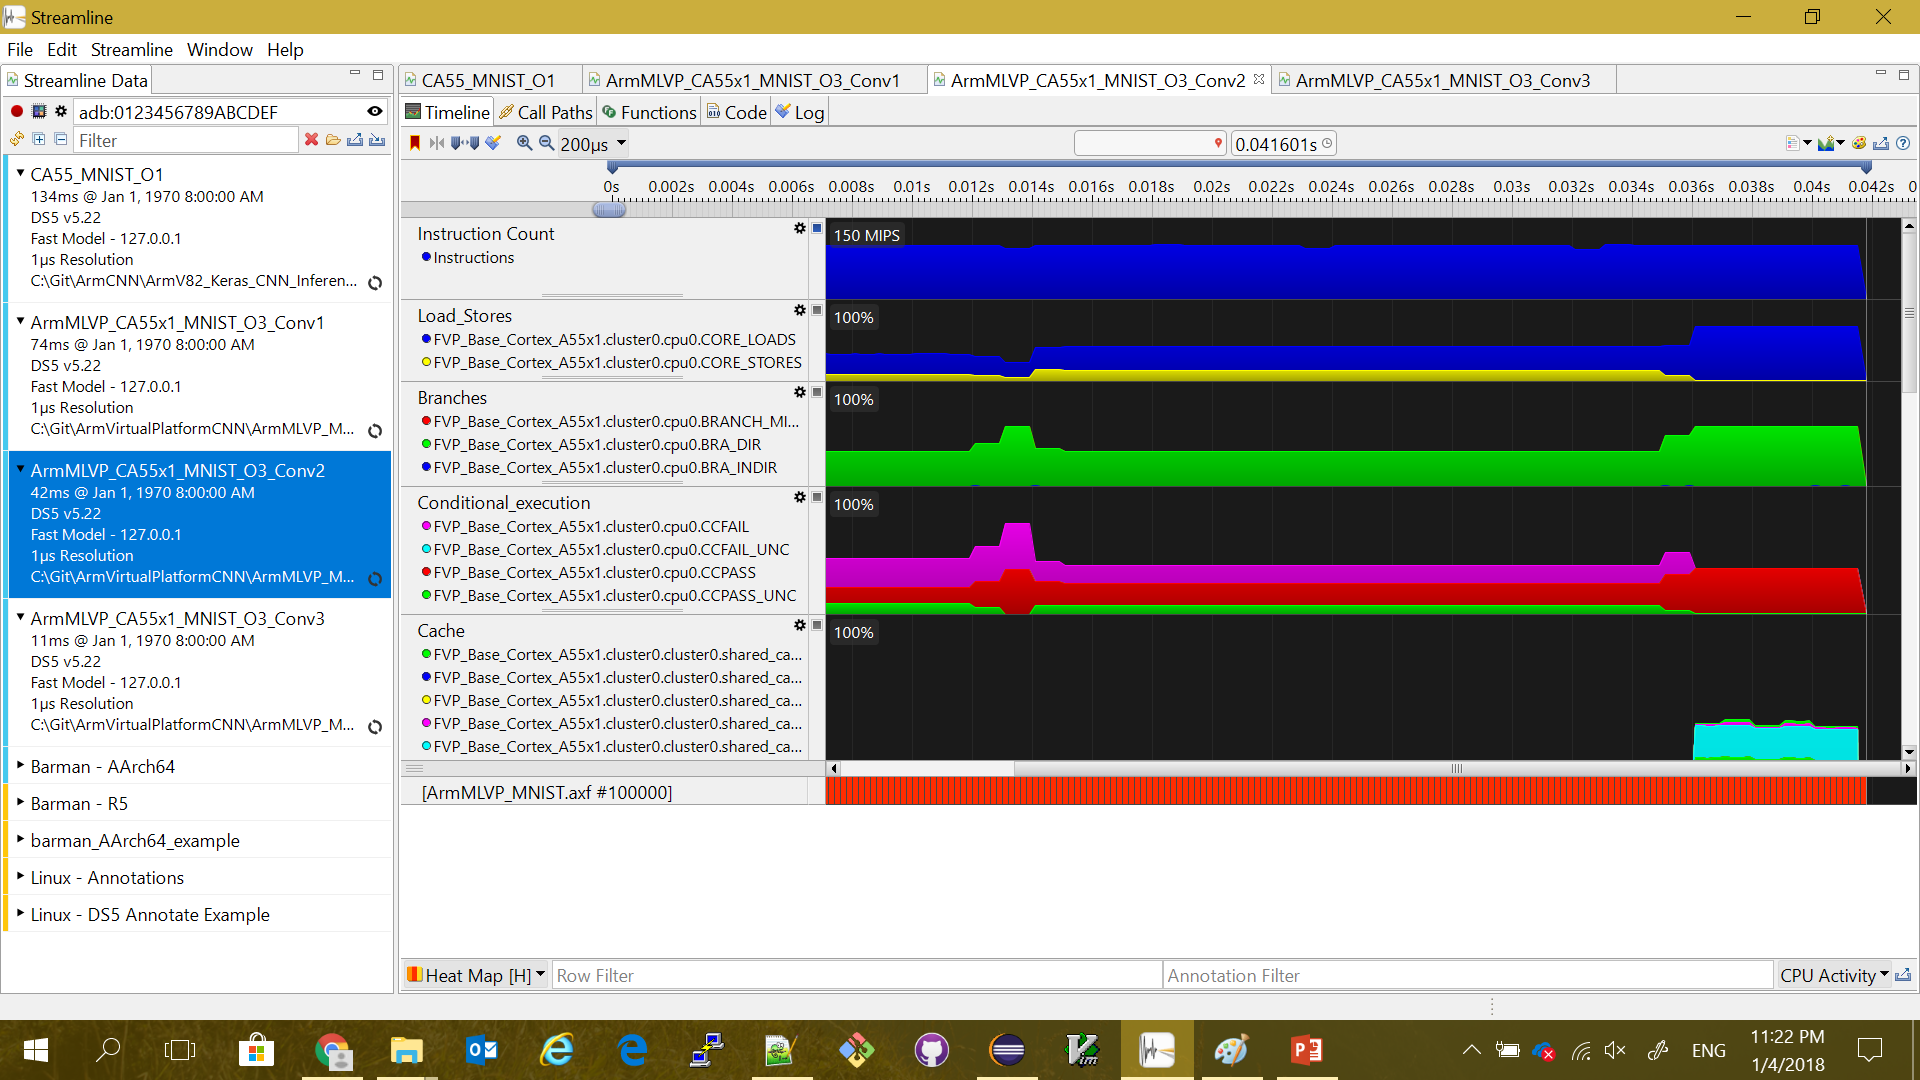 Streamline
File Edit Streamline Window Help
Streamline Data
adb:0123456789ABCDEF
Filter
CA55_MNIST_O1
134ms @ Jan 1, 1970 8:00:00 AM
DS5 v5.22
Fast Model - 127.0.0.1
1µs Resolution
C:\Git\ArmCNN\ArmV82_Keras_CNN_Inferen...
ArmMLVP_CA55x1_MNIST_O3_Conv1
74ms @ Jan 1, 1970 8:00:00 AM
DS5 v5.22
Fast Model - 127.0.0.1
1µs Resolution
C:\Git\ArmVirtualPlatformCNN\ArmMLVP_M...
ArmMLVP_CA55x1_MNIST_O3_Conv2
42ms @ Jan 1, 1970 8:00:00 AM
DS5 v5.22
Fast Model - 127.0.0.1
1µs Resolution
C:\Git\ArmVirtualPlatformCNN\ArmMLVP_M...
ArmMLVP_CA55x1_MNIST_O3_Conv3
11ms @ Jan 1, 1970 8:00:00 AM
DS5 v5.22
Fast Model - 127.0.0.1
1µs Resolution
C:\Git\ArmVirtualPlatformCNN\ArmMLVP_M...
Barman - AArch64
Barman - R5
barman_AArch64_example
Linux - Annotations
Linux - DS5 Annotate Example
CA55_MNIST_O1 ArmMLVP_CA55x1_MNIST_O3_Conv1 ArmMLVP_CA55x1_MNIST_O3_Conv2 ArmMLVP_CA55x1_MNIST_O3_Conv3
Timeline Call Paths Functions Code Log
200µs 0.041601s
0s 0.002s 0.004s 0.006s 0.008s 0.01s 0.012s 0.014s 0.016s 0.018s 0.02s 0.022s 0.024s 0.026s 0.028s 0.03s 0.032s 0.034s 0.036s 0.038s 0.04s 0.042s 0
Instruction Count
150 MIPS
Instructions
Load_Stores
100%
FVP_Base_Cortex_A55x1.cluster0.cpu0.CORE_LOADS
FVP_Base_Cortex_A55x1.cluster0.cpu0.CORE_STORES
Branches
100%
FVP_Base_Cortex_A55x1.cluster0.cpu0.BRANCH_MI...
FVP_Base_Cortex_A55x1.cluster0.cpu0.BRA_DIR
FVP_Base_Cortex_A55x1.cluster0.cpu0.BRA_INDIR
Conditional_execution
100%
FVP_Base_Cortex_A55x1.cluster0.cpu0.CCFAIL
FVP_Base_Cortex_A55x1.cluster0.cpu0.CCFAIL_UNC
FVP_Base_Cortex_A55x1.cluster0.cpu0.CCPASS
FVP_Base_Cortex_A55x1.cluster0.cpu0.CCPASS_UNC
Cache
100%
FVP_Base_Cortex_A55x1.cluster0.cluster0.shared_ca...
FVP_Base_Cortex_A55x1.cluster0.cluster0.shared_ca...
FVP_Base_Cortex_A55x1.cluster0.cluster0.shared_ca...
FVP_Base_Cortex_A55x1.cluster0.cluster0.shared_ca...
FVP_Base_Cortex_A55x1.cluster0.cluster0.shared_ca...
[ArmMLVP_MNIST.axf #100000]
Heat Map [H] Row Filter Annotation Filter CPU Activity
ENG
11:22 PM
1/4/2018